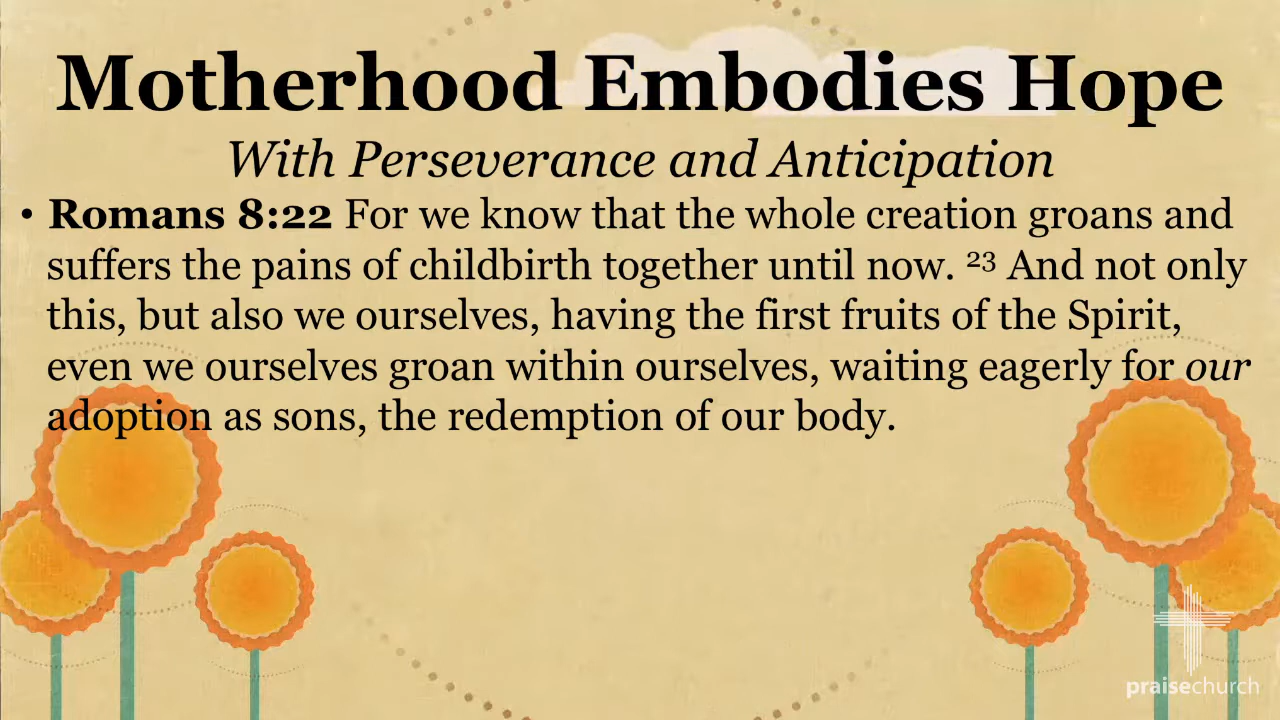 Motherhood Embodies Hope
With Perseverance and Anticipation
• Romans 8:22 For we know that the whole creation groans and
suffers the pains of childbirth together until now. ²³ And not only
this, but also we ourselves, having the first fruits of the Spirit,
even we ourselves groan within ourselves, waiting eagerly for our
adoption as sons, the redemption of our body.
praisechurch